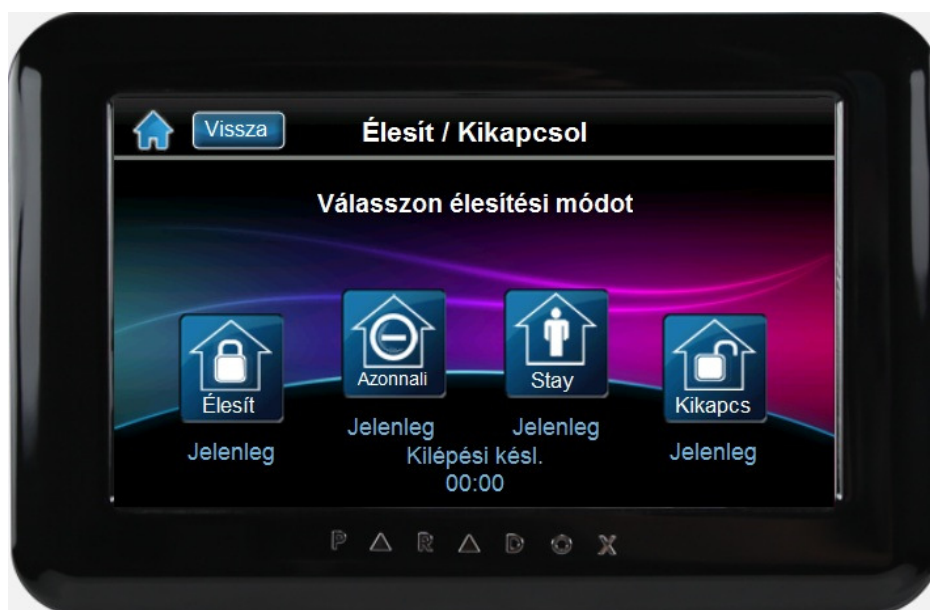 Vissza
Élesít / Kikapcsol
Válasszon élesítési módot
Élesít
Azonnali
Stay
Kikapcs
Jelenleg
Jelenleg
Jelenleg
Jelenleg
Kilépési késl.
00:00
PARADOX